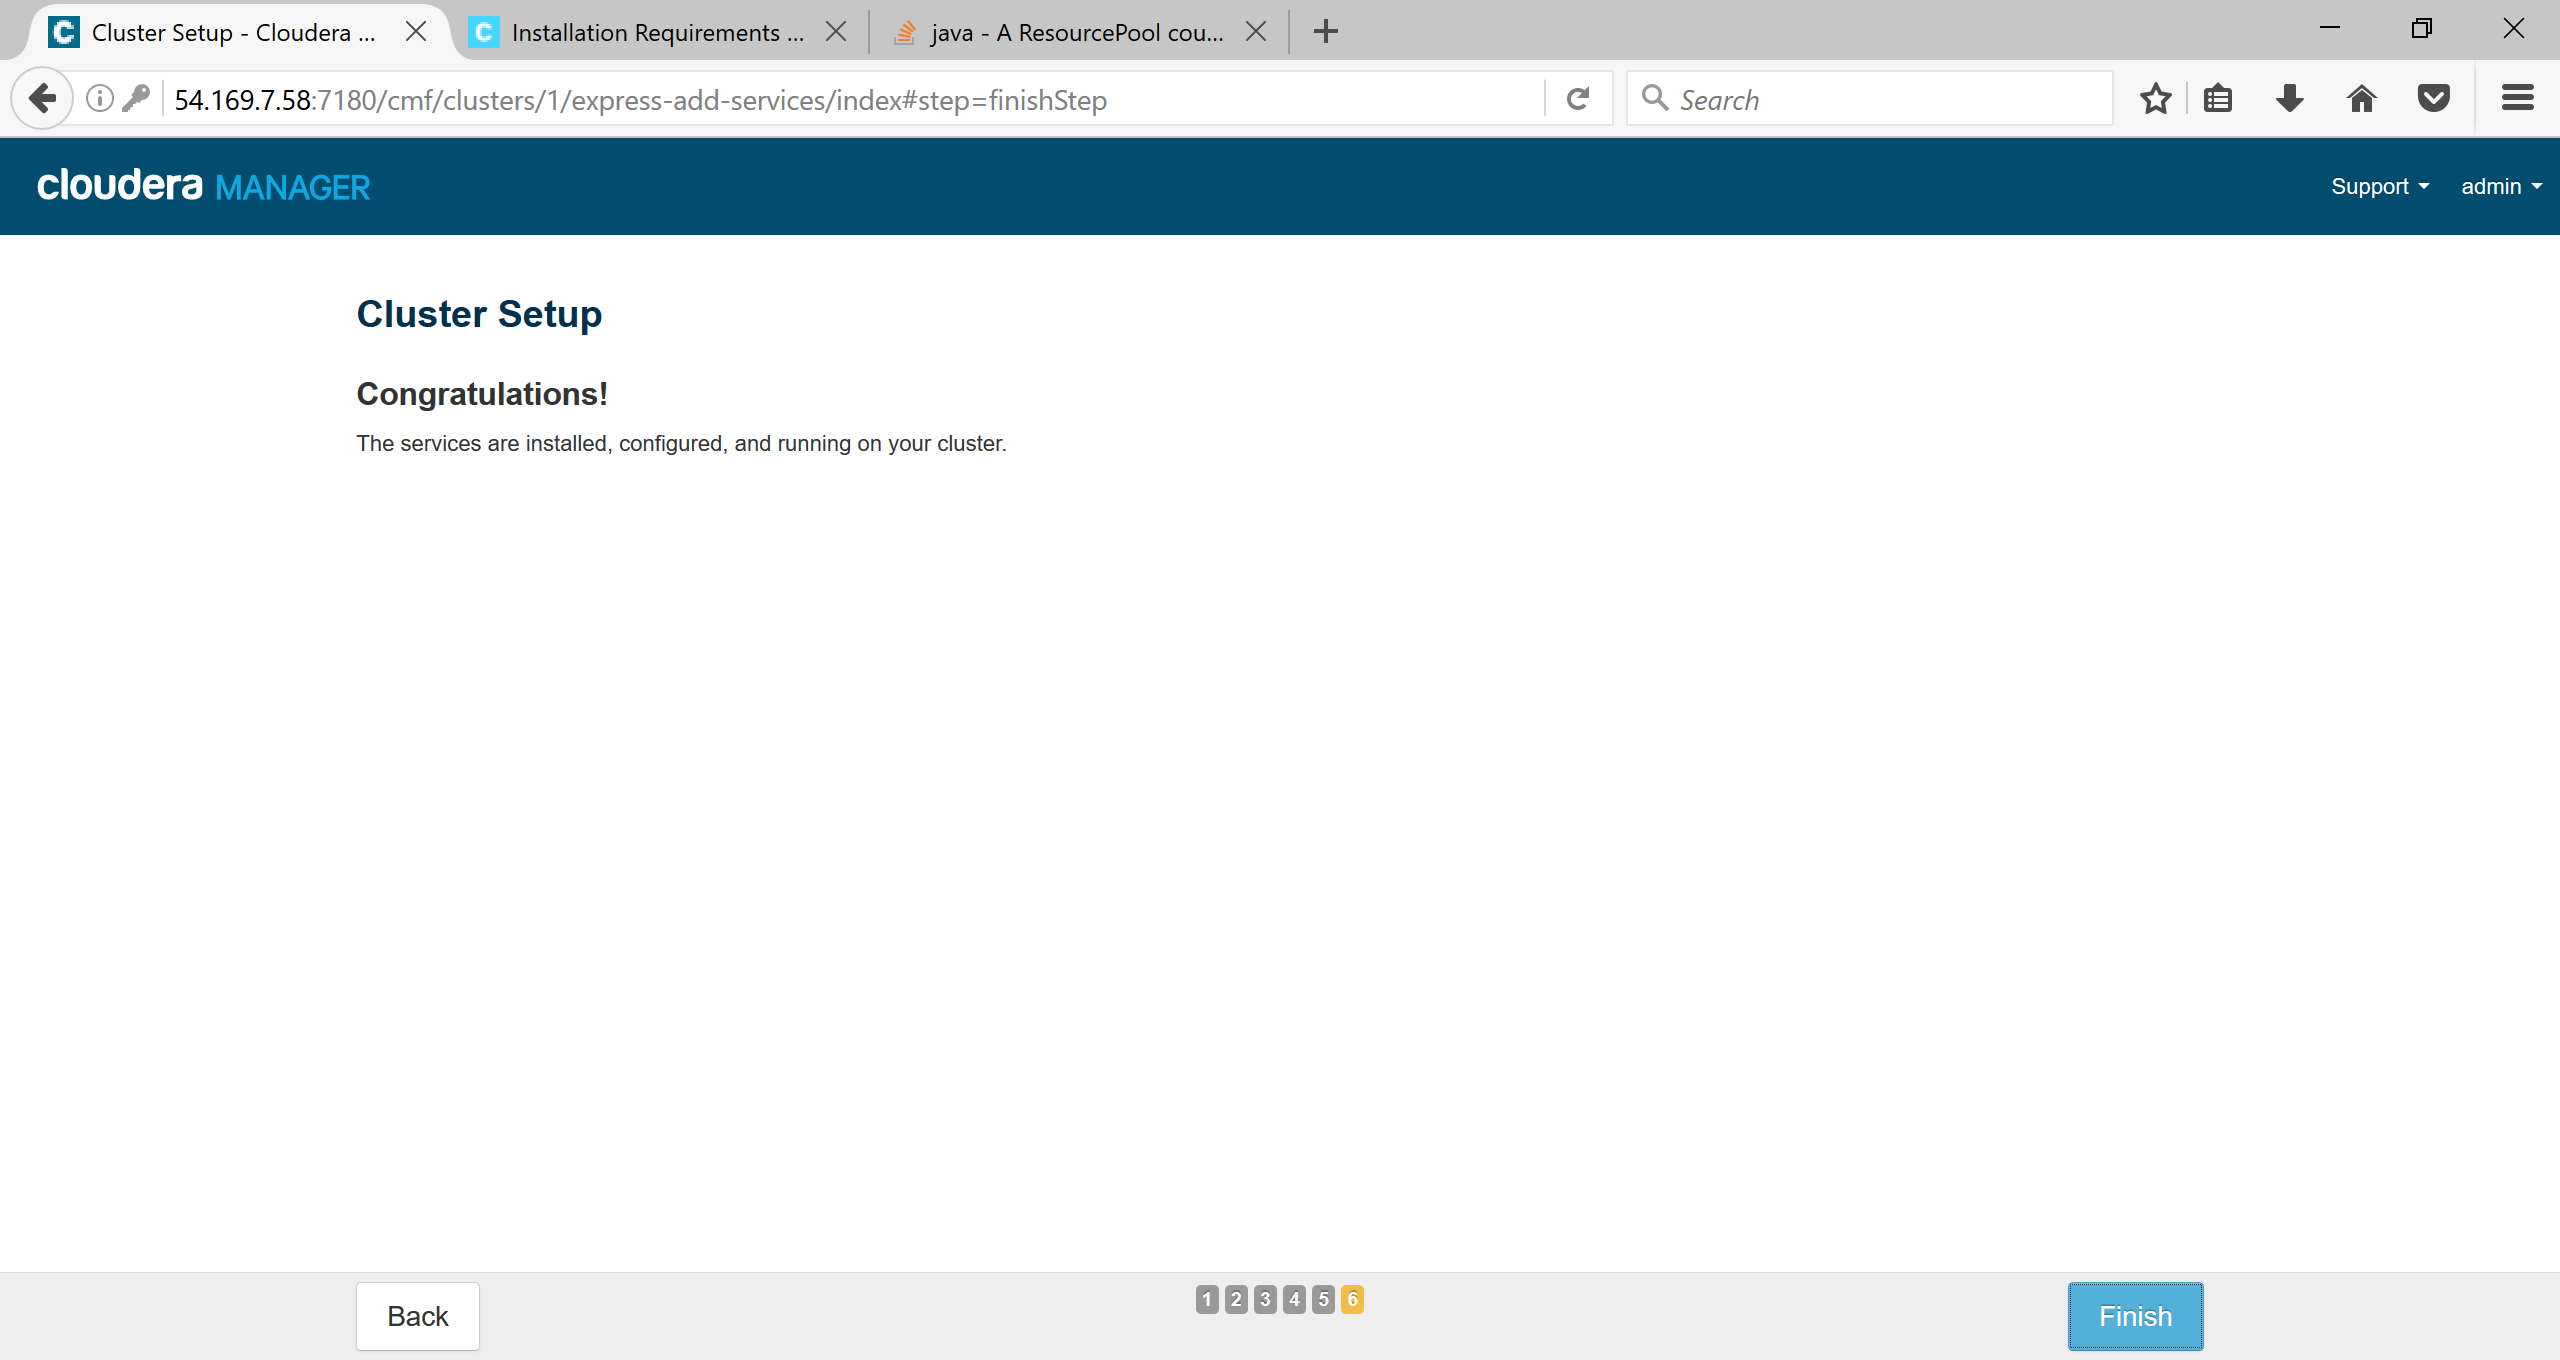 Cluster Setup - Cloudera ...
Installation Requirements ...
java - A ResourcePool cou...
54.169.7.58:7180/cmf/clusters/1/express-add-services/index#step=finishStep
Search
cloudera MANAGER
Support
admin
Cluster Setup
Congratulations!
The services are installed, configured, and running on your cluster.
Back
1 2 3 4 5 6
Finish